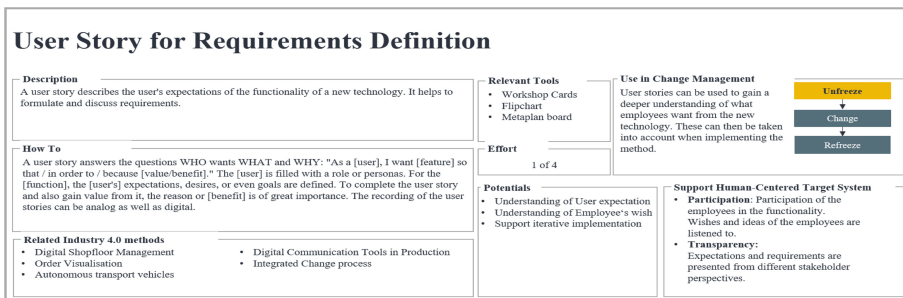 User Story for Requirements Definition
Description
A user story describes the user's expectations of the functionality of a new technology. It helps to
formulate and discuss requirements.
How To
A user story answers the questions WHO wants WHAT and WHY: "As a [user], I want [feature] so
that / in order to / because [value/benefit]." The [user] is filled with a role or personas. For the
[function], the [user's] expectations, desires, or even goals are defined. To complete the user story
and also gain value from it, the reason or [benefit] is of great importance. The recording of the user
stories can be analog as well as digital.
Related Industry 4.0 methods
• Digital Shopfloor Management
• Order Visualisation
• Autonomous transport vehicles
• Digital Communication Tools in Production
• Integrated Change process
Relevant Tools
• Workshop Cards
• Flipchart
• Metaplan board
Effort
1 of 4
Potentials
• Understanding of User expectation
• Understanding of Employee‘s wish
• Support iterative implementation
Use in Change Management
User stories can be used to gain a
deeper understanding of what
employees want from the new
technology. These can then be taken
into account when implementing the
method.
Unfreeze
Change
Refreeze
Support Human-Centered Target System
• Participation: Participation of the
employees in the functionality.
Wishes and ideas of the employees are
listened to.
• Transparency:
Expectations and requirements are
presented from different stakeholder
perspectives.